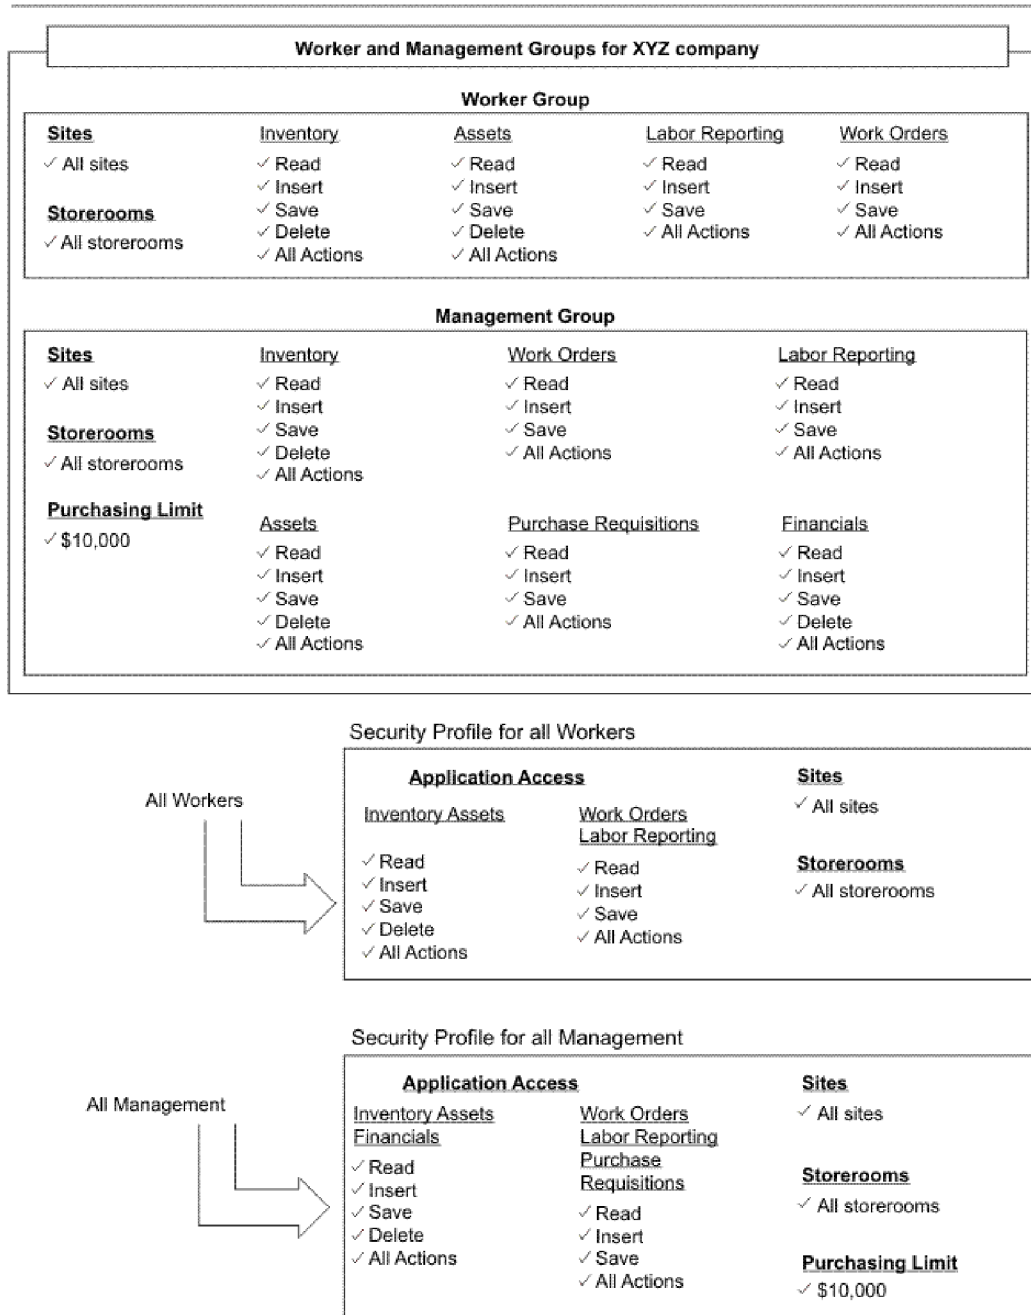 Worker and Management Groups for XYZ company
Worker Group
Sites
✓ All sites
Storerooms
✓ All storerooms
Inventory
✓ Read
✓ Insert
✓ Save
✓ Delete
✓ All Actions
Assets
✓ Read
✓ Insert
✓ Save
✓ Delete
✓ All Actions
Labor Reporting
✓ Read
✓ Insert
✓ Save
✓ All Actions
Work Orders
✓ Read
✓ Insert
✓ Save
✓ All Actions
Management Group
Sites
✓ All sites
Storerooms
✓ All storerooms
Purchasing Limit
✓ $10,000
Inventory
✓ Read
✓ Insert
✓ Save
✓ Delete
✓ All Actions
Work Orders
✓ Read
✓ Insert
✓ Save
✓ All Actions
Labor Reporting
✓ Read
✓ Insert
✓ Save
✓ All Actions
Assets
✓ Read
✓ Insert
✓ Save
✓ Delete
✓ All Actions
Purchase Requisitions
✓ Read
✓ Insert
✓ Save
✓ All Actions
Financials
✓ Read
✓ Insert
✓ Save
✓ Delete
✓ All Actions
Security Profile for all Workers
All Workers
Application Access
Inventory Assets
✓ Read
✓ Insert
✓ Save
✓ Delete
✓ All Actions
Work Orders
Labor Reporting
✓ Read
✓ Insert
✓ Save
✓ All Actions
Sites
✓ All sites
Storerooms
✓ All storerooms
Security Profile for all Management
All Management
Application Access
Inventory Assets
Financials
✓ Read
✓ Insert
✓ Save
✓ Delete
✓ All Actions
Work Orders
Labor Reporting
Purchase
Requisitions
✓ Read
✓ Insert
✓ Save
✓ All Actions
Sites
✓ All sites
Storerooms
✓ All storerooms
Purchasing Limit
✓ $10,000